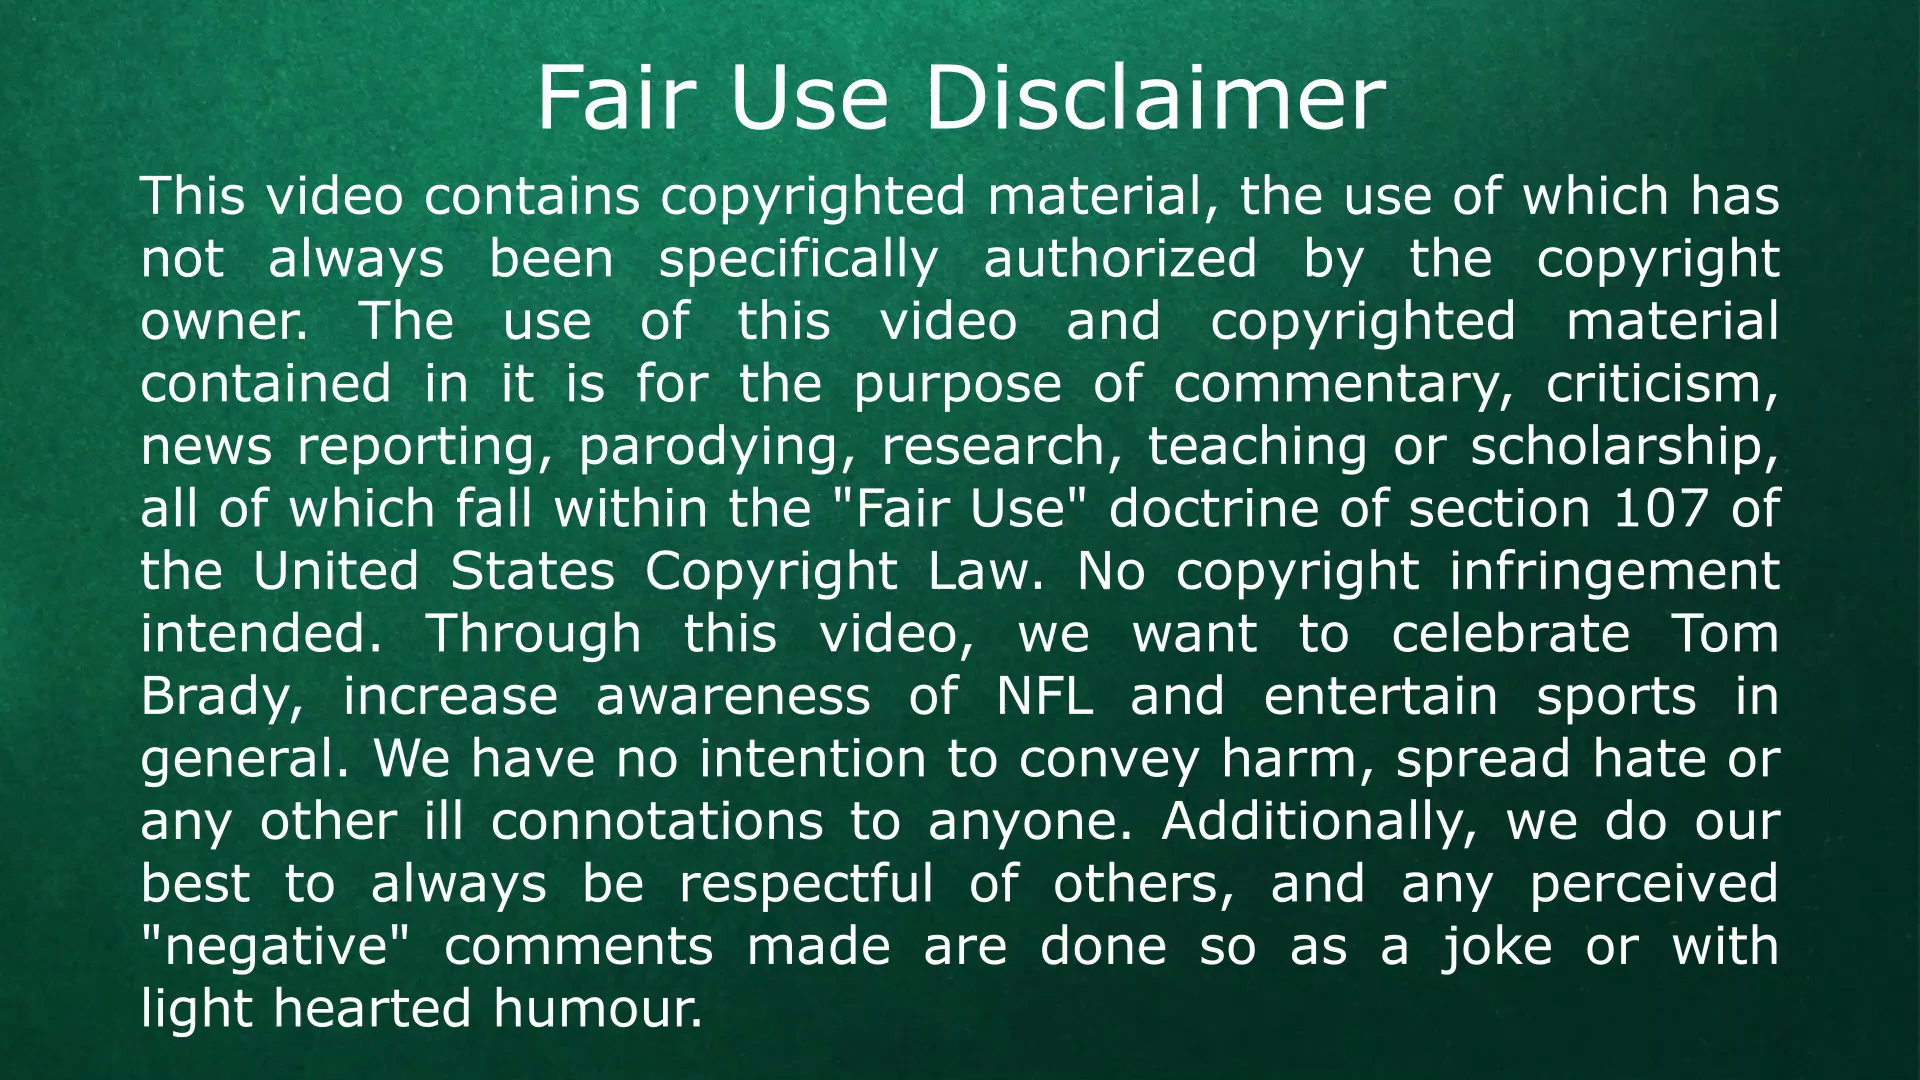 Fair Use Disclaimer
This video contains copyrighted material, the use of which has
not always been specifically authorized by the copyright
owner. The use of this video and copyrighted material
contained in it is for the purpose of commentary, criticism,
news reporting, parodying, research, teaching or scholarship,
all of which fall within the "Fair Use" doctrine of section 107 of
the United States Copyright Law. No copyright infringement
intended. Through this video, we want to celebrate Tom
Brady, increase awareness of NFL and entertain sports in
general. We have no intention to convey harm, spread hate or
any other ill connotations to anyone. Additionally, we do our
best to always be respectful of others, and any perceived
"negative" comments made are done so as a joke or with
light hearted humour.